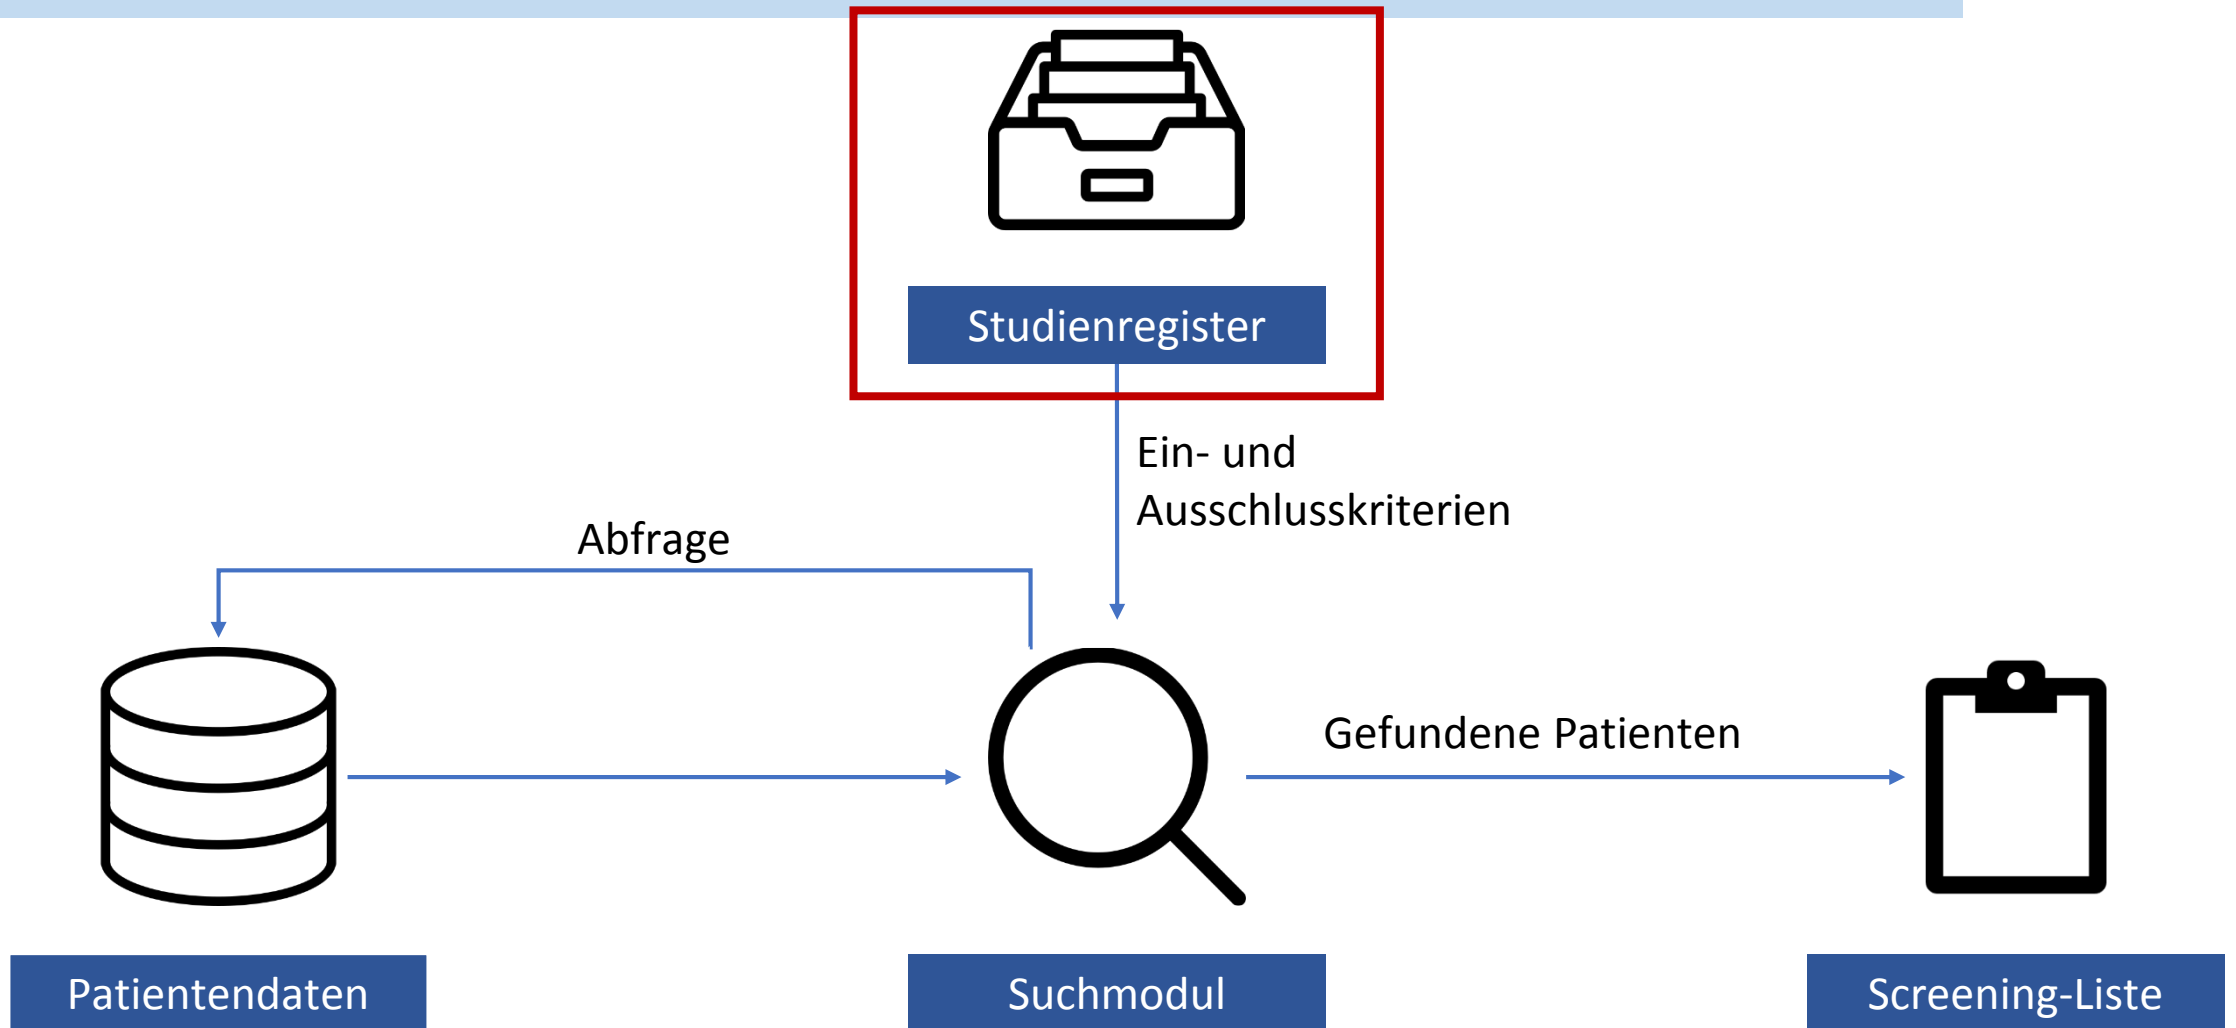 Studienregister
Ein- und
Ausschlusskriterien
Abfrage
Gefundene Patienten
Patientendaten
Suchmodul
Screening-Liste